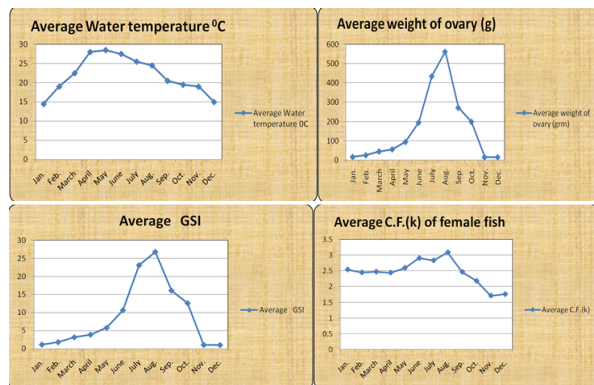 Average Water temperature ⁰C
30
25
20
15
10
5
0
Jan.
Feb.
March
April
May
June
July
Aug.
Sep.
Oct.
Nov.
Dec.
Average Water
temperature 0C
Average weight of ovary (g)
600
500
400
300
200
100
0
Jan.
Feb.
March
April
May
June
July
Aug.
Sep.
Oct.
Nov.
Dec.
Average weight of
ovary (grm)
Average GSI
30
25
20
15
10
5
0
Jan.
Feb.
March
April
May
June
July
Aug.
Sep.
Oct.
Nov.
Dec.
Average GSI
Average C.F.(k) of female fish
3.5
3
2.5
2
1.5
1
0.5
0
Jan.
Feb.
March
April
May
June
July
Aug.
Sep.
Oct.
Nov.
Dec.
Average C.F.(k)